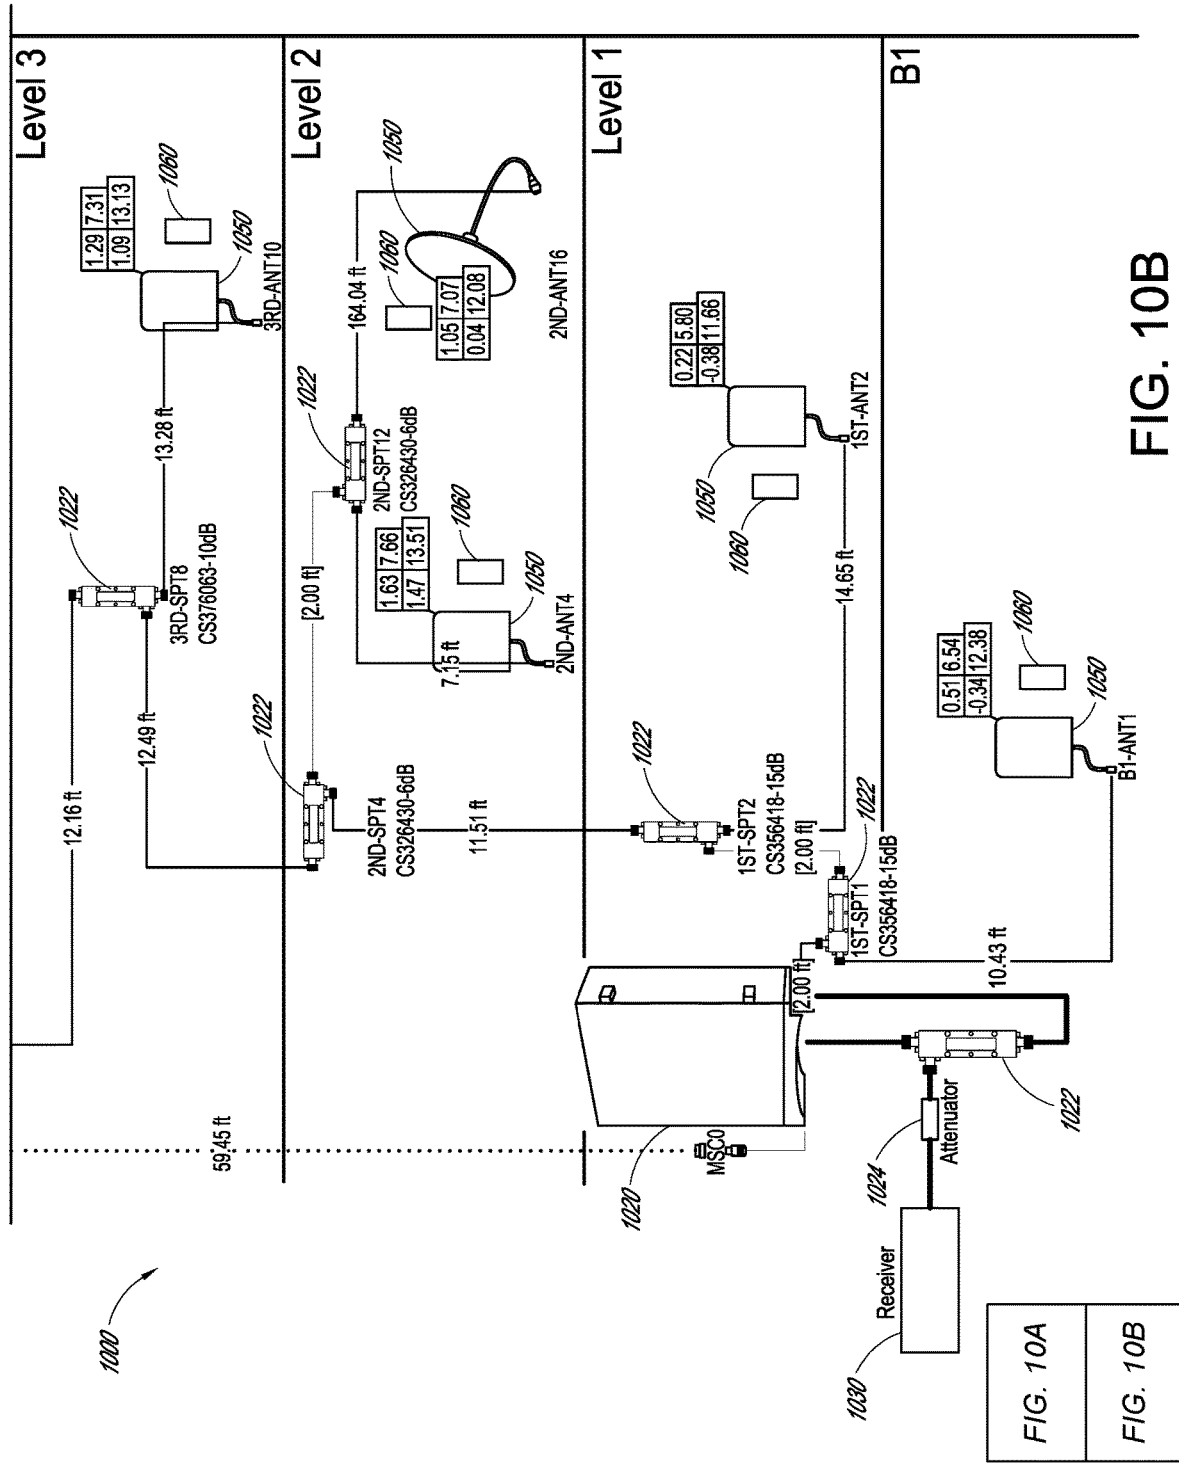 Level 3
1.29 7.31
1.09 13.13
1060
1050
3RD-ANT10
13.28 ft
1022
3RD-SPT8
CS376063-10dB
12.49 ft
12.16 ft
59.45 ft
Level 2
1050
164.04 ft
1060
1.05 7.07
0.04 12.08
2ND-ANT16
1022
2ND-SPT12
CS326430-6dB
[2.00 ft]
1.63 7.66
1.47 13.51
1060
1050
7.15 ft
2ND-ANT4
1022
2ND-SPT4
CS326430-6dB
11.51 ft
Level 1
0.22 5.80
-0.38 11.66
1050
1060
1ST-ANT2
14.65 ft
1022
1ST-SPT2
CS356418-15dB
[2.00 ft]
1022
1ST-SPT1
CS356418-15dB
[2.00 ft]
MSC0
1020
B1
0.51 6.54
-0.34 12.38
1060
1050
B1-ANT1
10.43 ft
1022
Attenuator
1024
Receiver
1030
1000
FIG. 10A
FIG. 10B
FIG. 10B